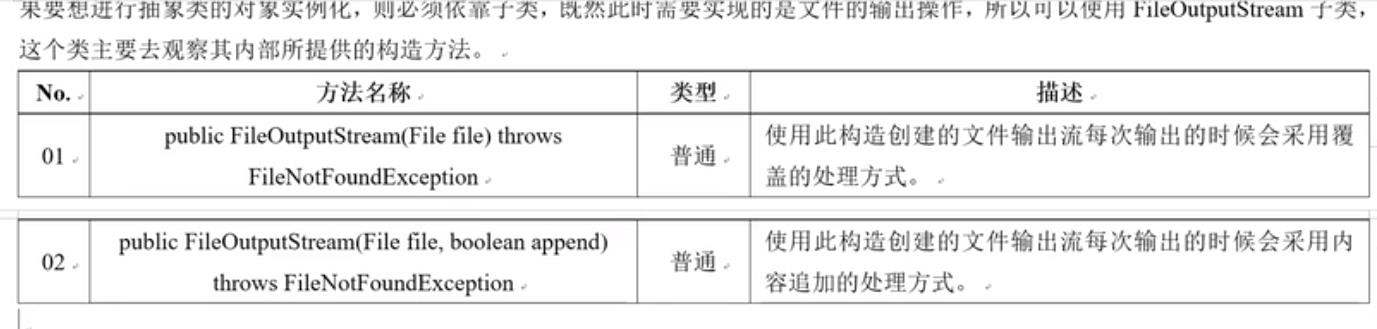 果要想进行抽象类的对象实例化，则必须依靠子类，既然此时需要实现的是文件的输出操作，所以可以使用 FileOutputStream 子类，
这个类主要去观察其内部所提供的构造方法。
No. 方法名称 类型 描述
01 public FileOutputStream(File file) throws 普通 使用此构造创建的文件输出流每次输出的时候会采用覆
FileNotFoundException 盖的处理方式。
02 public FileOutputStream(File file, boolean append) 普通 使用此构造创建的文件输出流每次输出的时候会采用内
throws FileNotFoundException 容追加的处理方式。